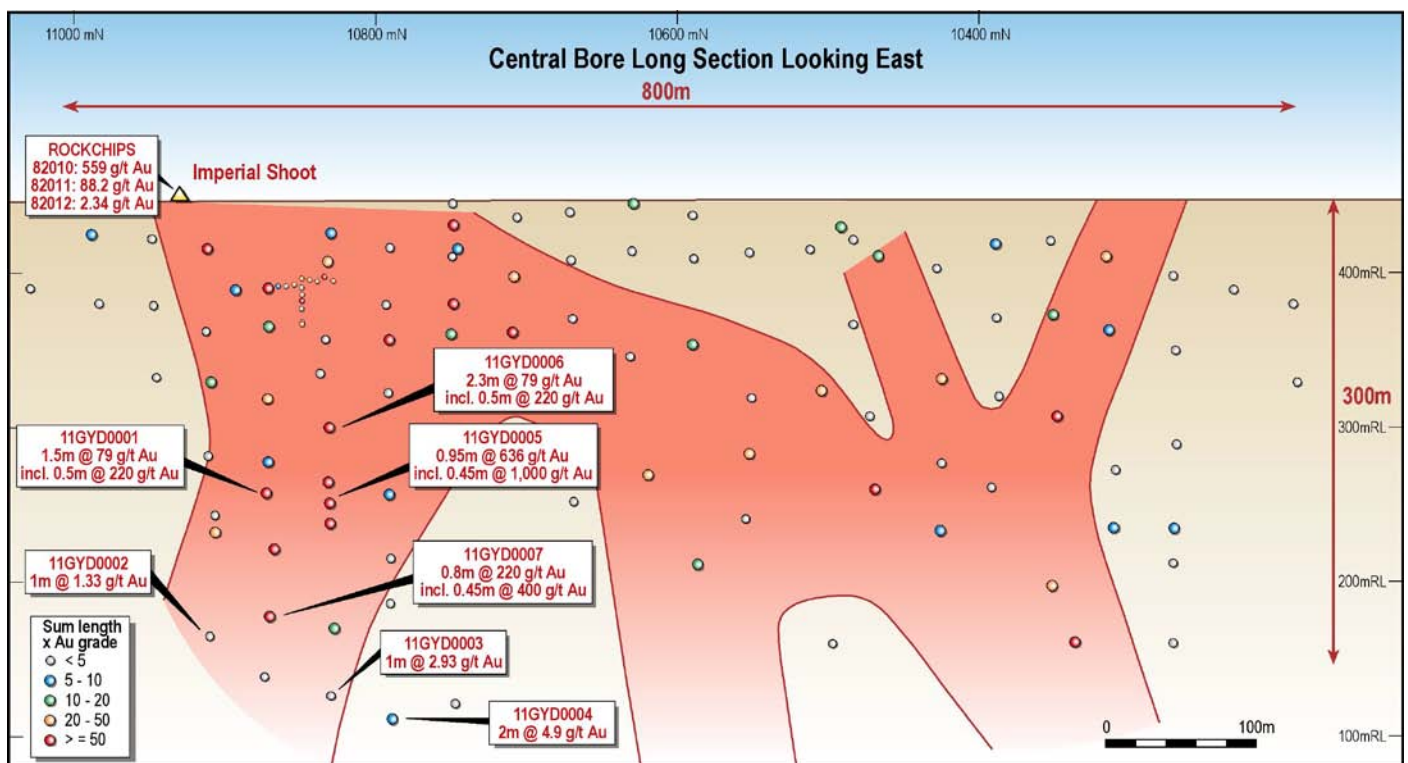 11000 mN
10800 mN
10600 mN
10400 mN
Central Bore Long Section Looking East
800m
ROCKCHIPS
82010: 559 g/t Au
82011: 88.2 g/t Au
82012: 2.34 g/t Au
Imperial Shoot
400mRL
11GYD0006
2.3m @ 79 g/t Au
incl. 0.5m @ 220 g/t Au
300m
300mRL
11GYD0001
1.5m @ 79 g/t Au
incl. 0.5m @ 220 g/t Au
11GYD0005
0.95m @ 636 g/t Au
incl. 0.45m @ 1,000 g/t Au
11GYD0002
1m @ 1.33 g/t Au
11GYD0007
0.8m @ 220 g/t Au
incl. 0.45m @ 400 g/t Au
200mRL
Sum length
x Au grade
< 5
5 - 10
10 - 20
20 - 50
> = 50
11GYD0003
1m @ 2.93 g/t Au
11GYD0004
2m @ 4.9 g/t Au
0 100m
100mRL